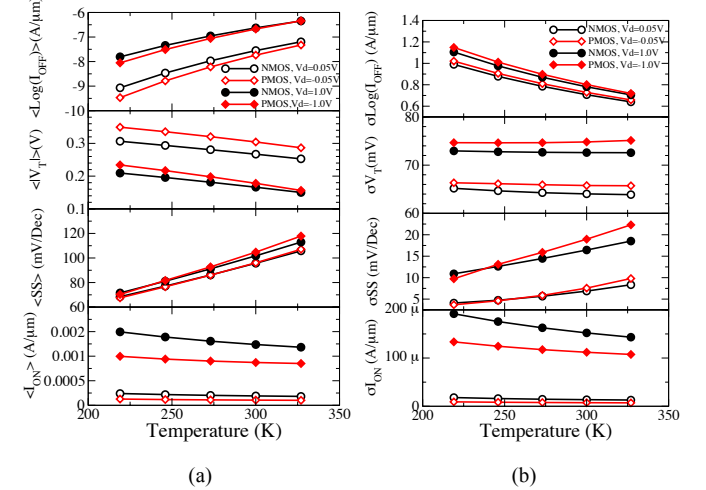 <Log(I_OFF)>(A/μm)
-6
-7
-8
-9
-10
NMOS, Vd=0.05V
PMOS, Vd=-0.05V
NMOS, Vd=1.0V
PMOS,Vd=-1.0V
<|V_T|>(V)
0.3
0.2
0.1
<SS> (mV/Dec)
120
100
80
60
<I_ON> (A/μm)
0.002
0.001
0.0005
0
200 250 300 350
Temperature (K)
(a)
σLog(I_OFF) (A/μm)
1.4
1.2
1
0.8
0.6
NMOS, Vd=0.05V
PMOS, Vd=-0.05V
NMOS, Vd=1.0V
PMOS, Vd=-1.0V
σV_T(mV)
80
70
60
σSS (mV/Dec)
20
15
10
5
σI_ON (A/μm)
200 μ
100 μ
0
200 250 300 350
Temperature (K)
(b)